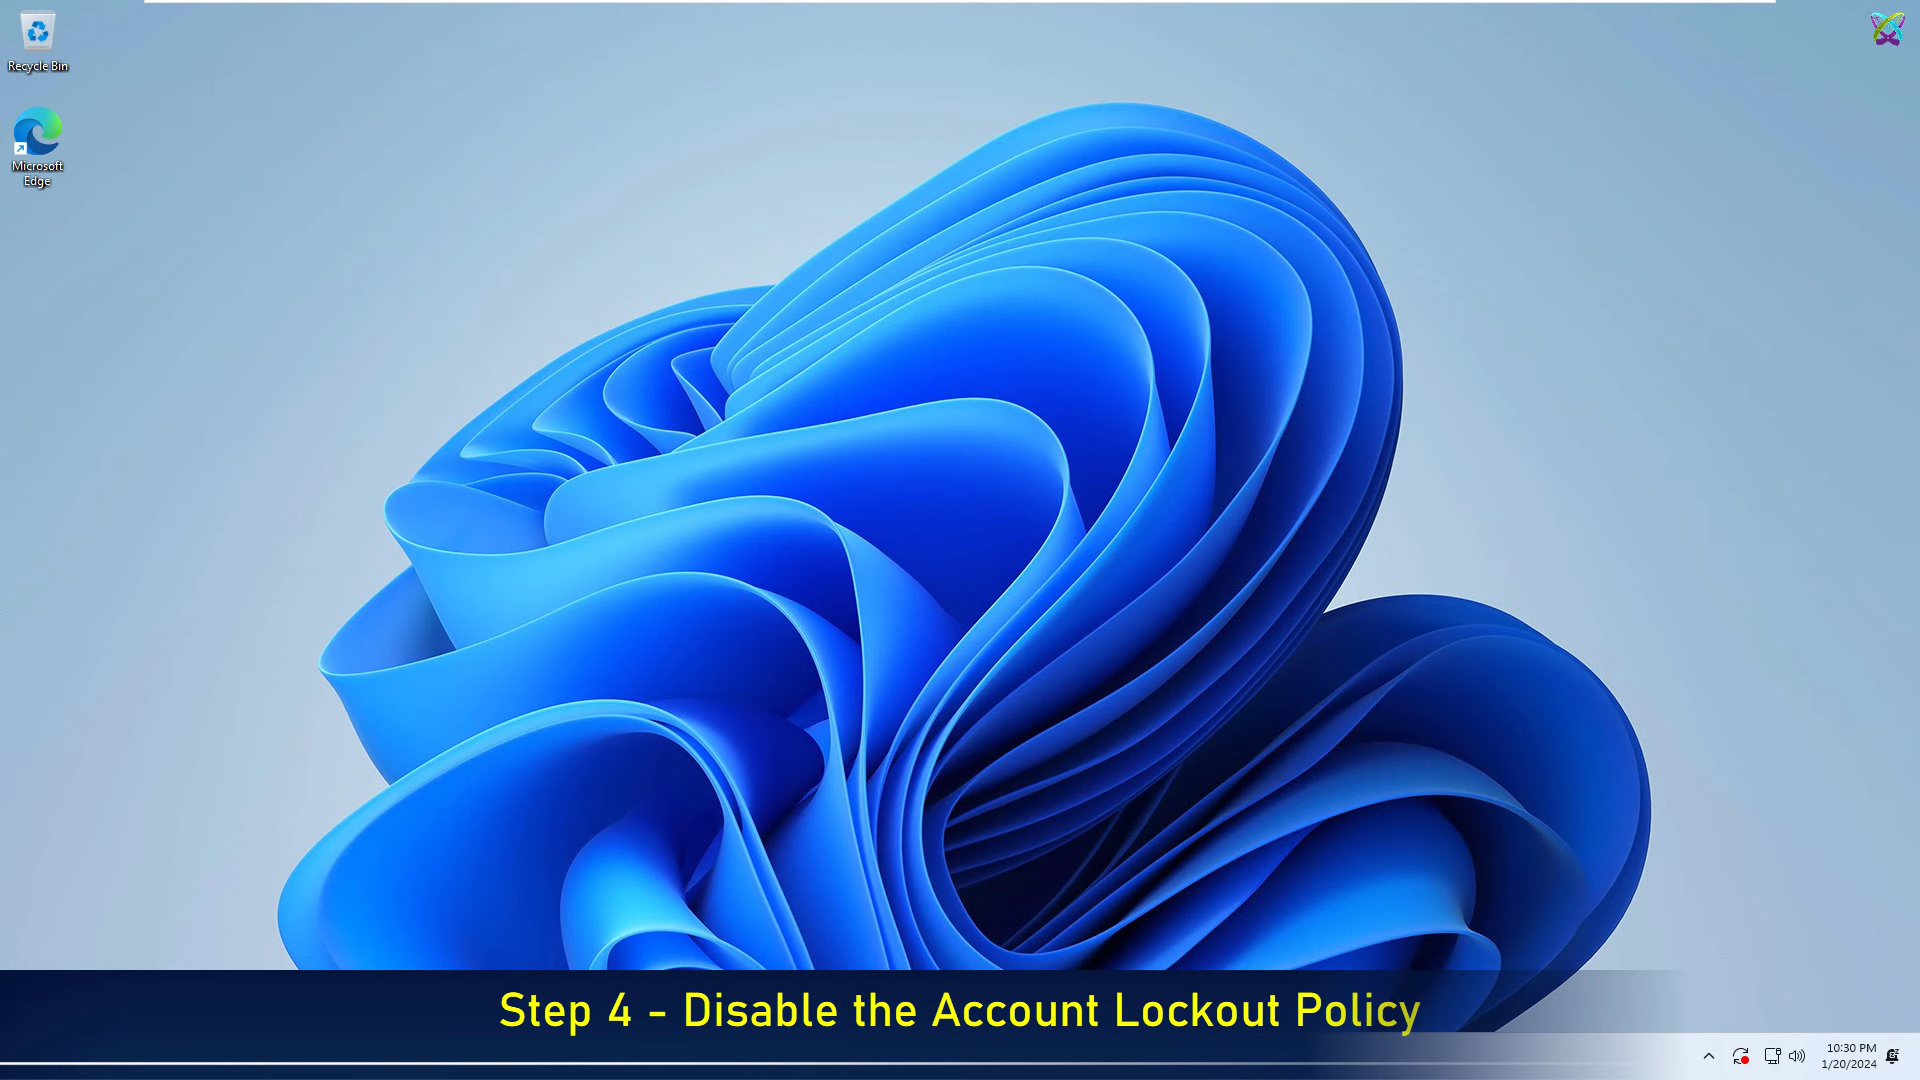 Recycle Bin
Microsoft
Edge
Step 4 - Disable the Account Lockout Policy
10:30 PM
1/20/2024